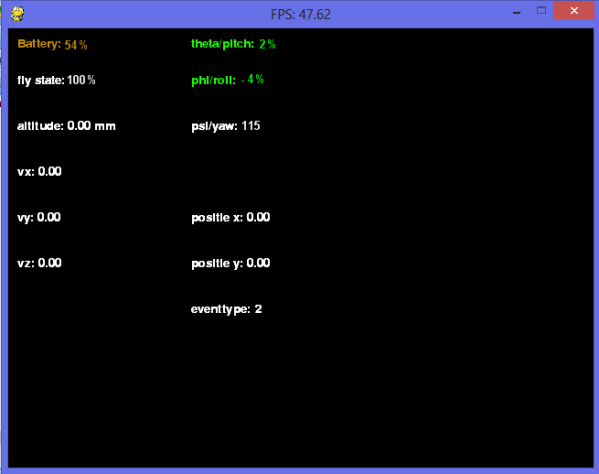 FPS: 47.62
Battery: 54% theta/pitch: 2%
fly state: 100% phi/roll: - 4%
altitude: 0.00 mm psi/yaw: 115
vx: 0.00
vy: 0.00 positie x: 0.00
vz: 0.00 positie y: 0.00
eventtype: 2